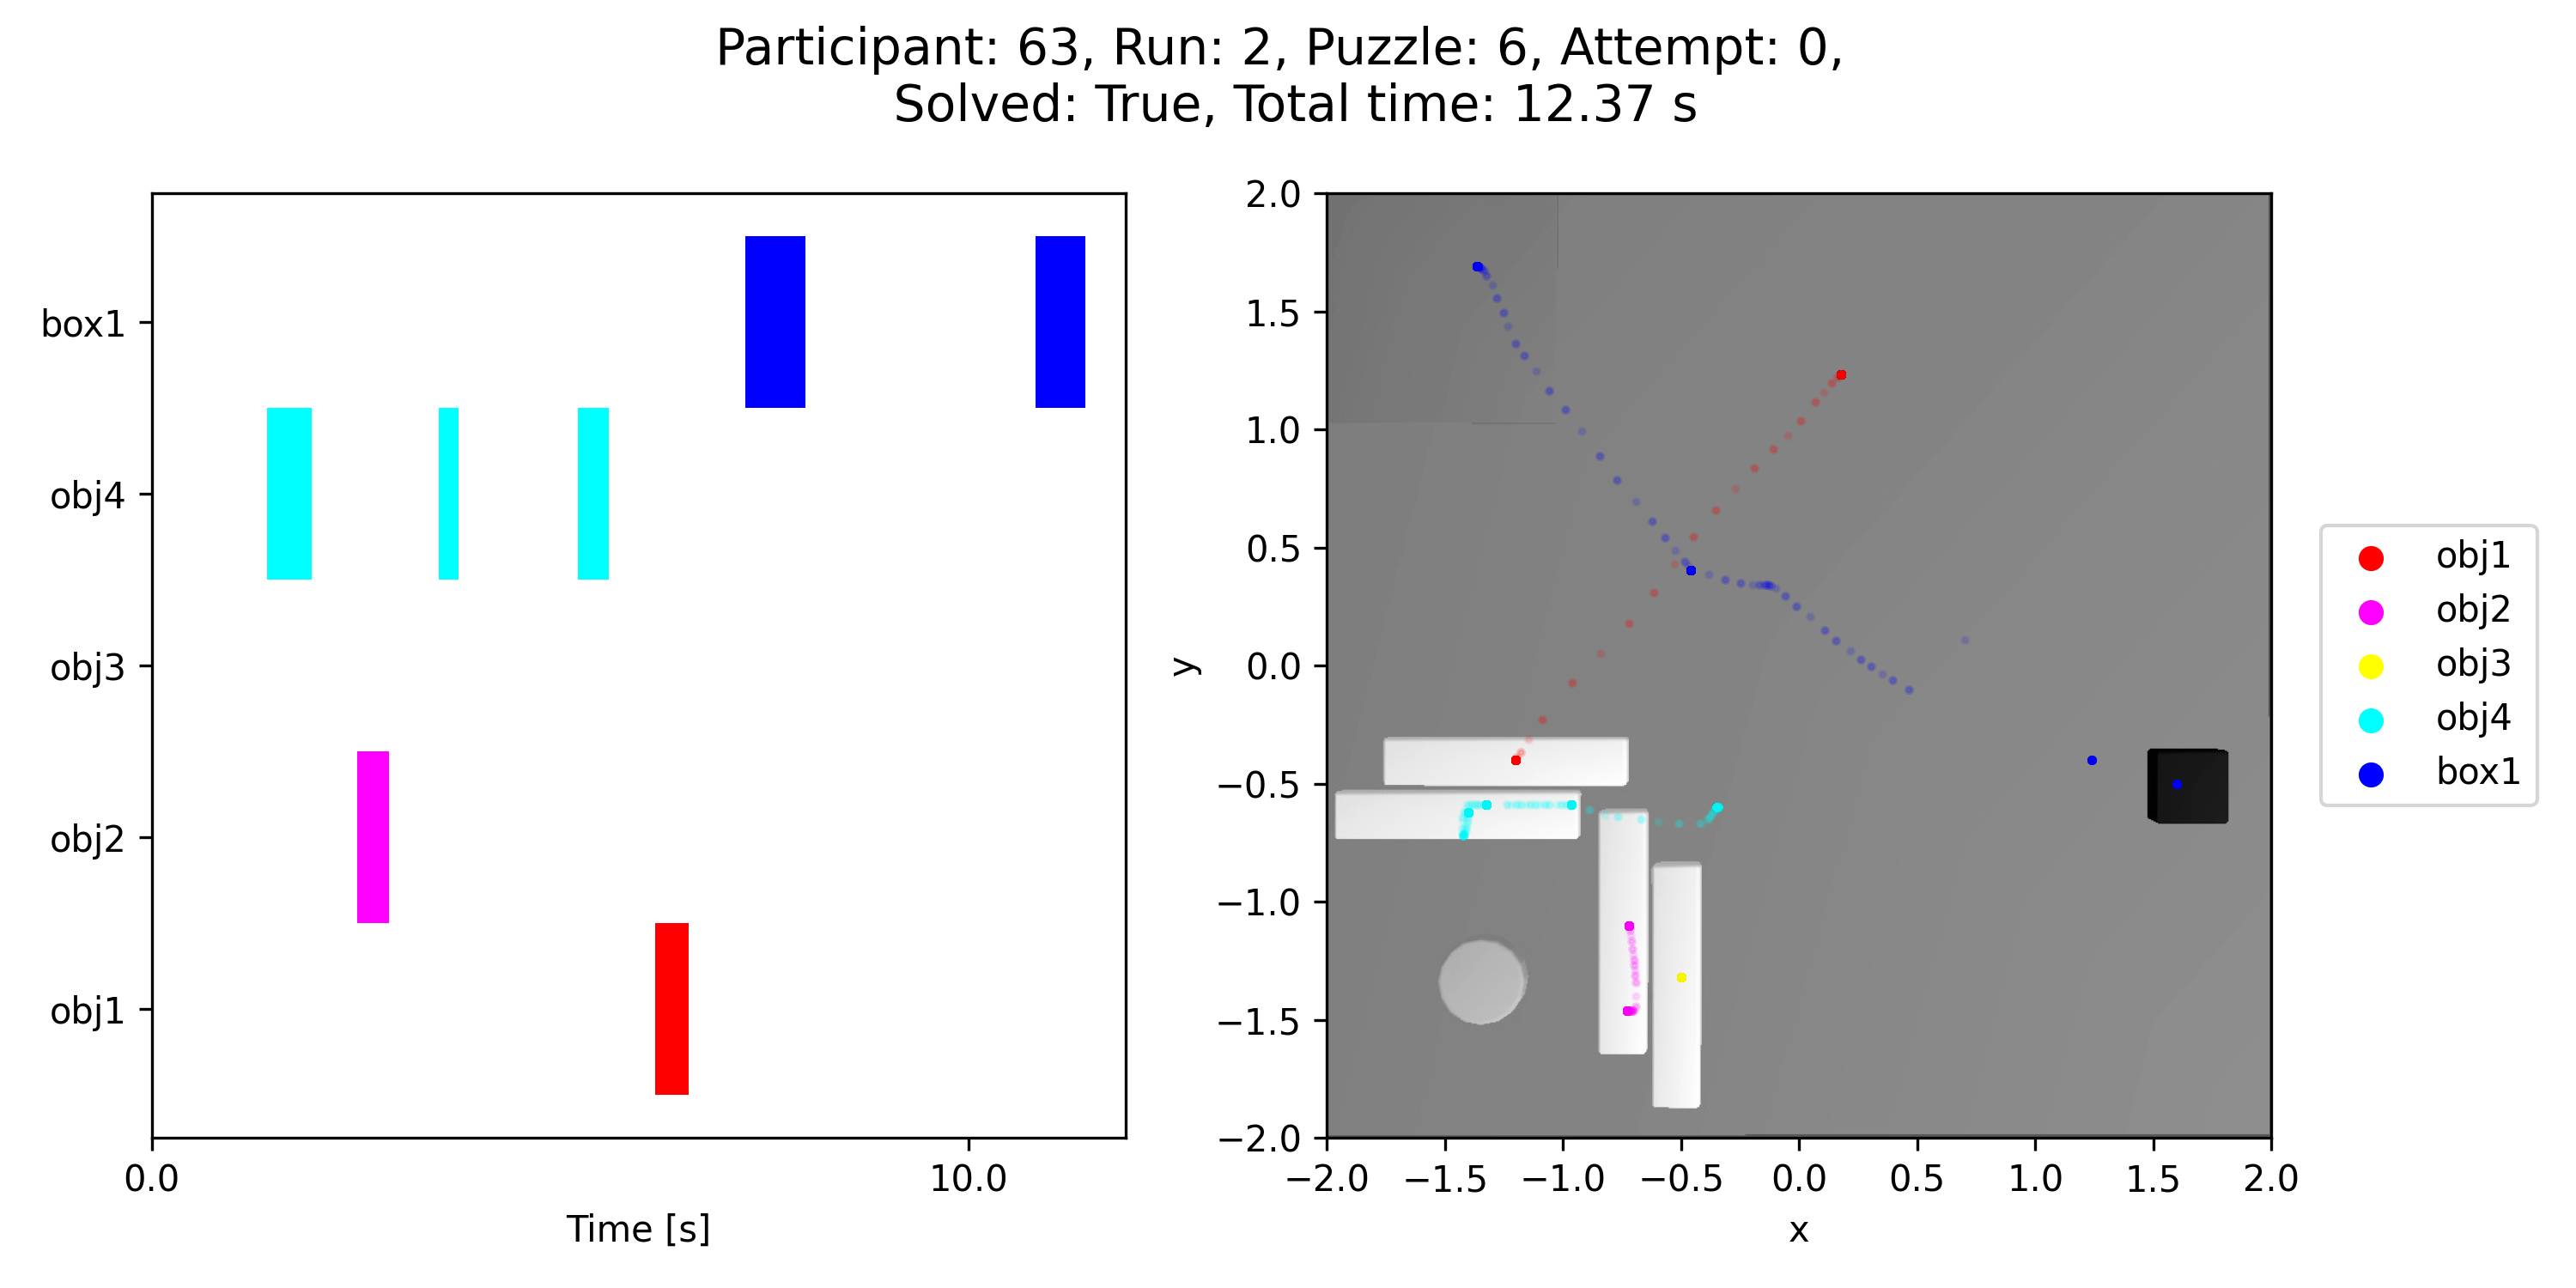 Participant: 63, Run: 2, Puzzle: 6, Attempt: 0,
Solved: True, Total time: 12.37 s
box1
obj4
obj3
obj2
obj1
0.0
10.0
Time [s]
2.0
1.5
1.0
0.5
0.0
−0.5
−1.0
−1.5
−2.0
y
−2.0
−1.5
−1.0
−0.5
0.0
0.5
1.0
1.5
2.0
x
obj1
obj2
obj3
obj4
box1